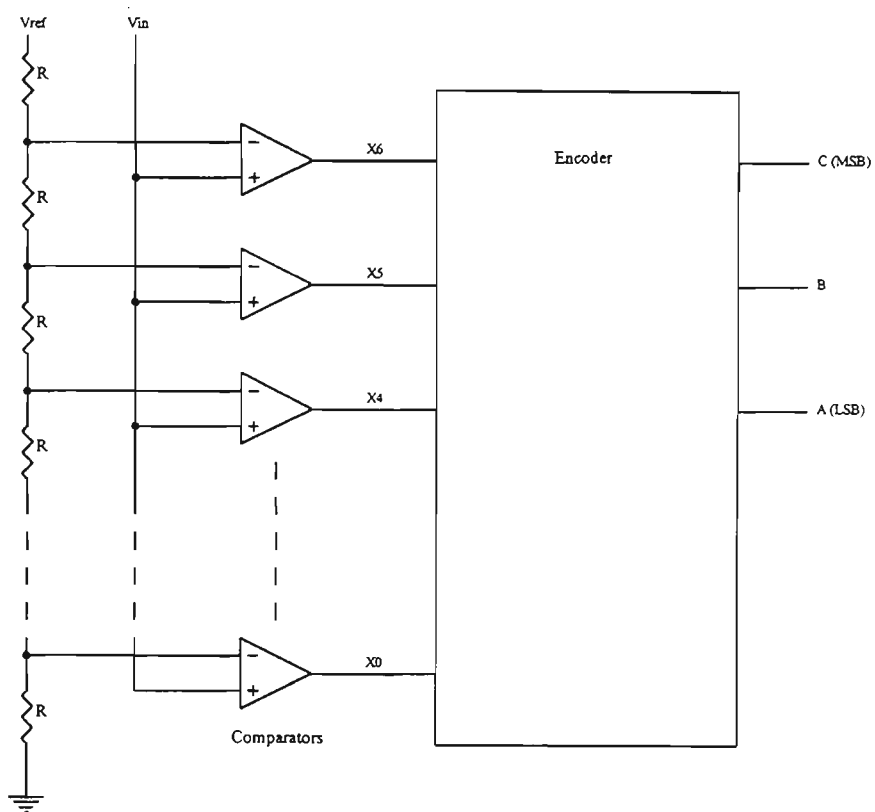 Vref
Vin
R
−
+
X6
Encoder
C (MSB)
R
−
+
X5
B
R
−
+
X4
A (LSB)
R
−
+
X0
R
Comparators